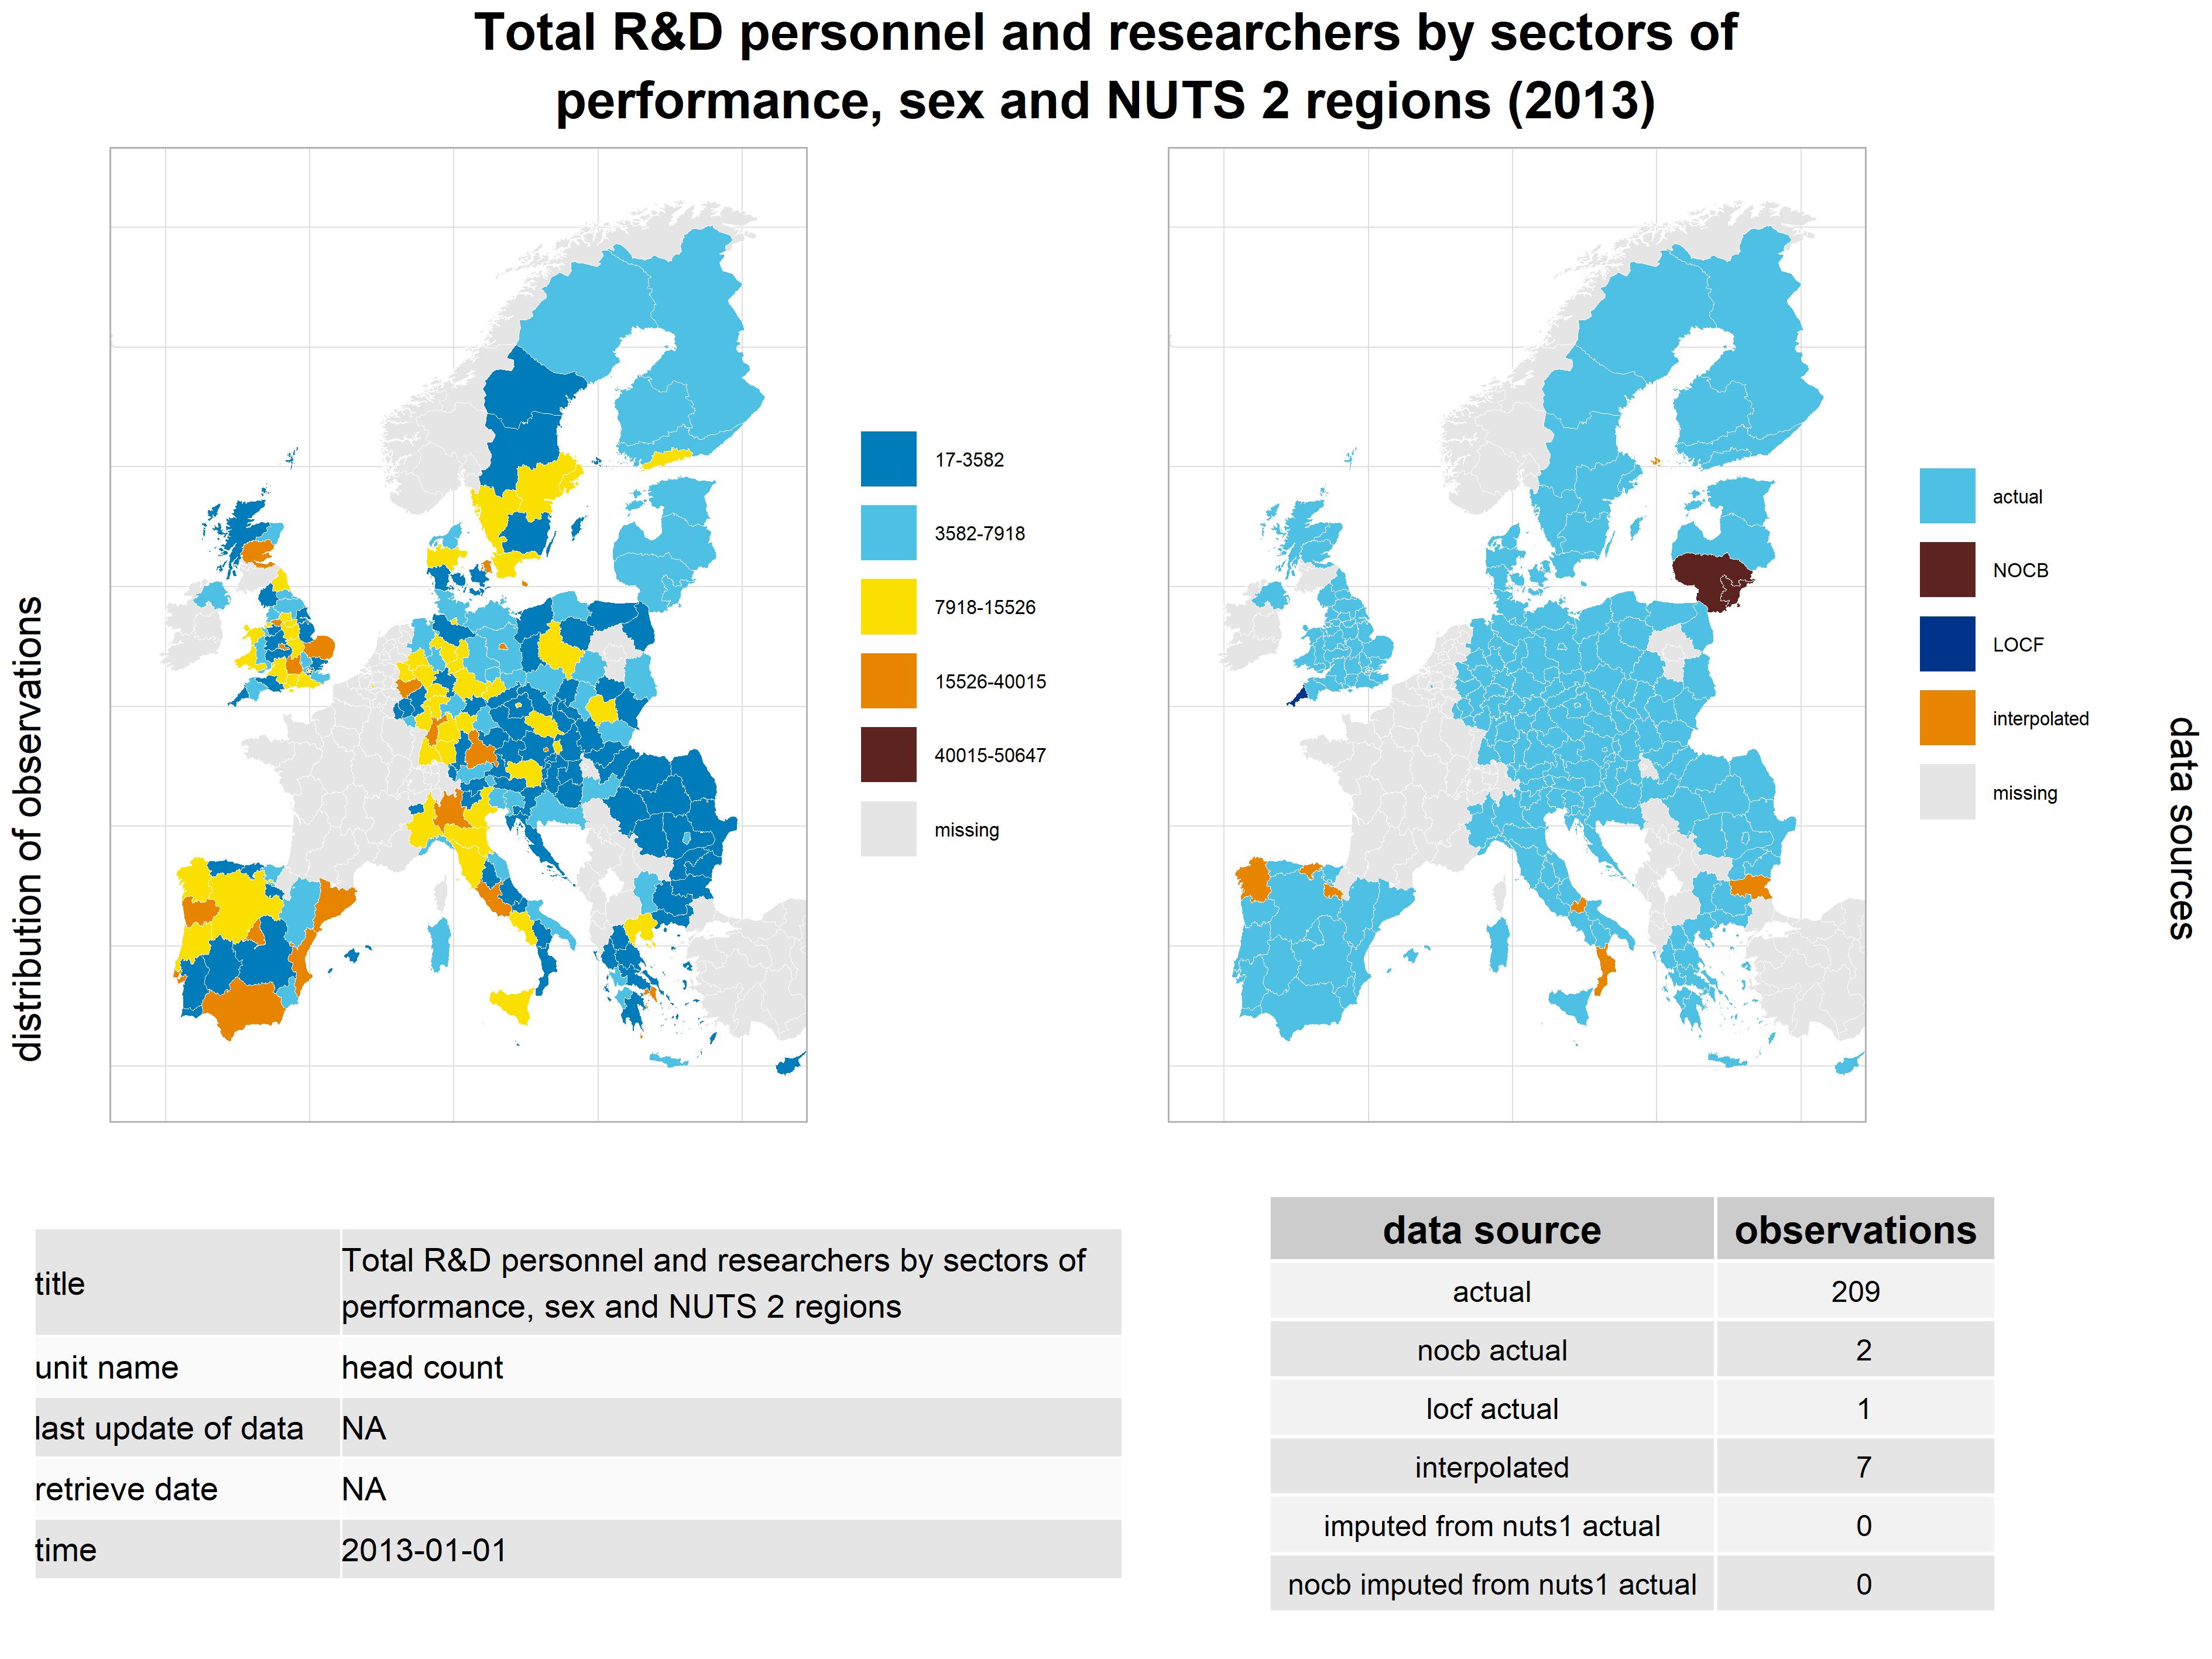 Total R&D personnel and researchers by sectors of
performance, sex and NUTS 2 regions (2013)
distribution of observations
17-3582
3582-7918
7918-15526
15526-40015
40015-50647
missing
actual
NOCB
LOCF
interpolated
missing
data sources
title
Total R&D personnel and researchers by sectors of
performance, sex and NUTS 2 regions
unit name head count
last update of data NA
retrieve date NA
time 2013-01-01
data source observations
actual 209
nocb actual 2
locf actual 1
interpolated 7
imputed from nuts1 actual 0
nocb imputed from nuts1 actual 0